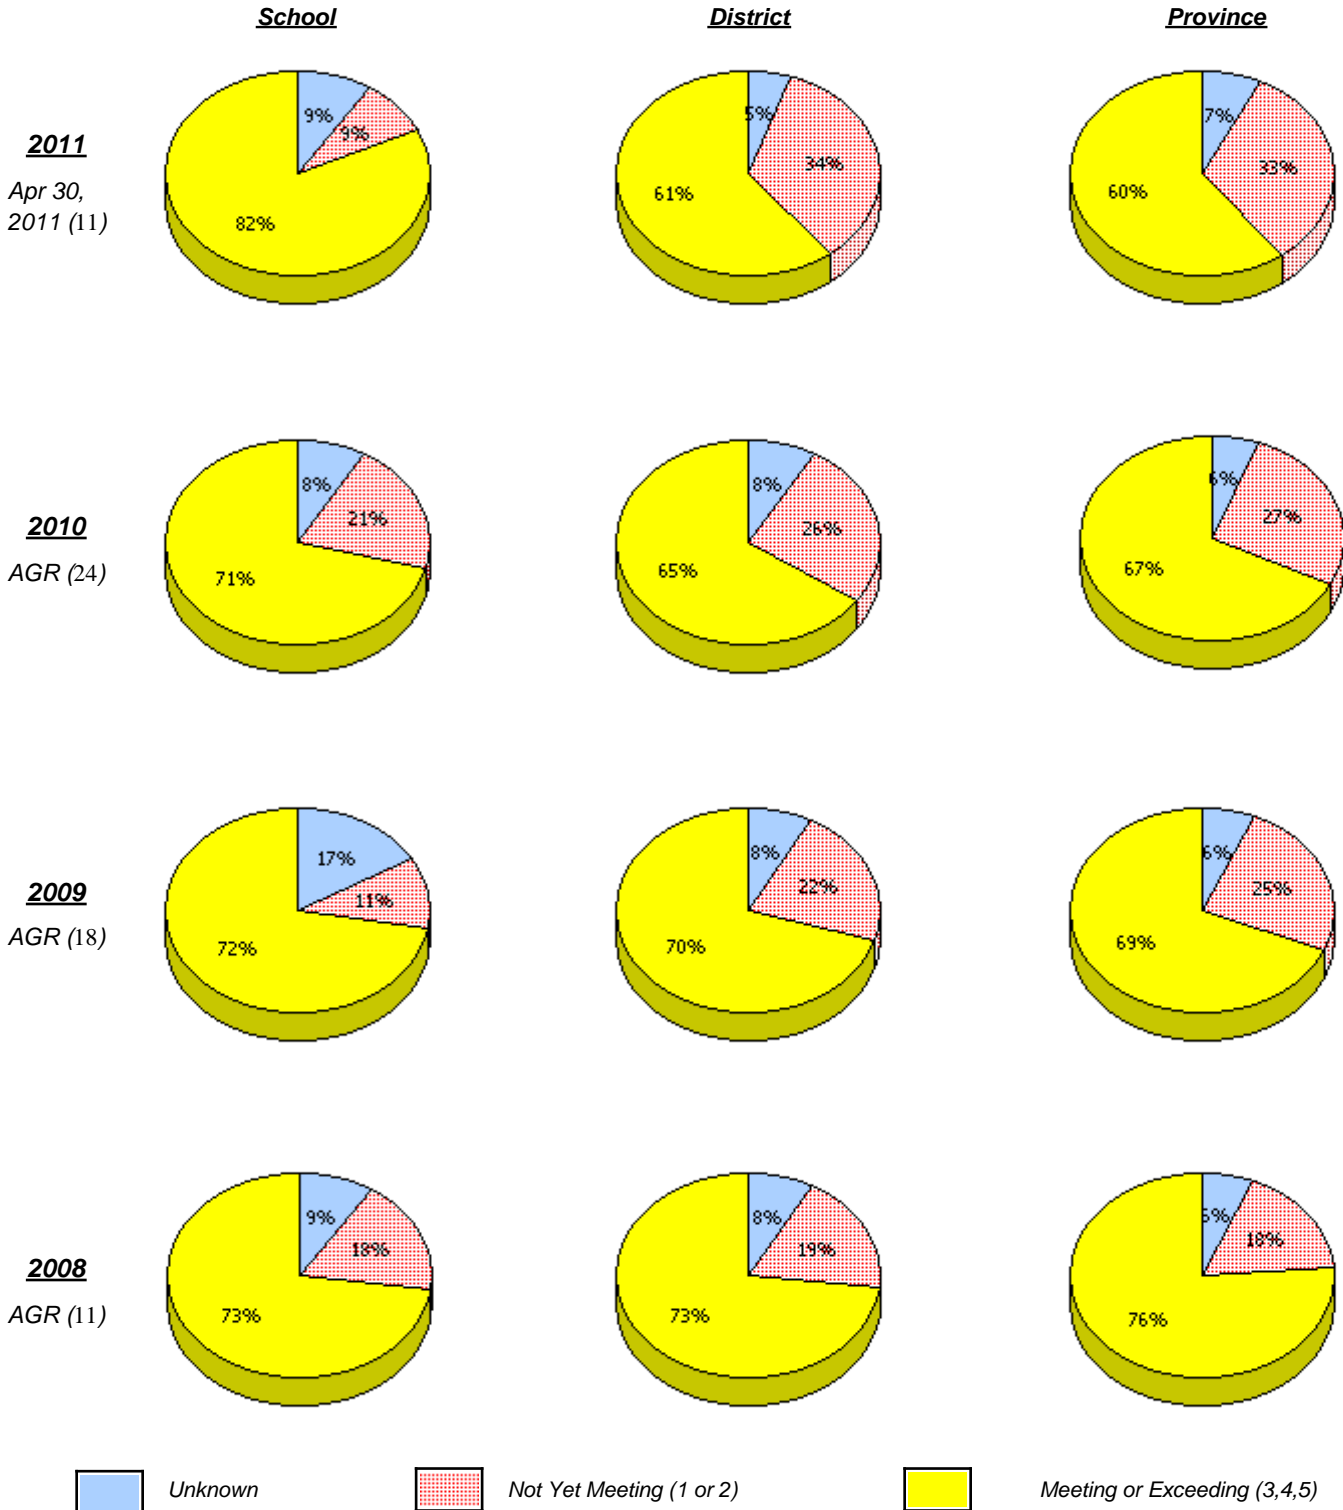 School District Province
9% 9% 82%
5% 34% 61%
7% 33% 60%
2011
Apr 30,
2011 (11)
8% 21% 71%
8% 26% 65%
6% 27% 67%
2010
AGR (24)
17% 11% 72%
8% 22% 70%
6% 25% 69%
2009
AGR (18)
9% 18% 73%
8% 19% 73%
18% 76%
2008
AGR (11)
Unknown Not Yet Meeting (1 or 2) Meeting or Exceeding (3,4,5)